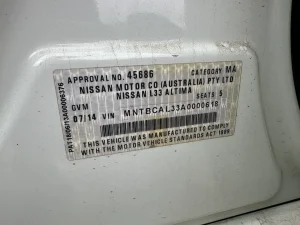 APPROVAL NO. 45686 CATEGORY MA
NISSAN MOTOR CO (AUSTRALIA) PTY LTD
NISSAN L33 ALTIMA
GVM SEATS 5
07/14 VIN MNTBCAL33A0000618
THIS VEHICLE WAS MANUFACTURED TO COMPLY
WITH THE MOTOR VEHICLE STANDARDS ACT 1989